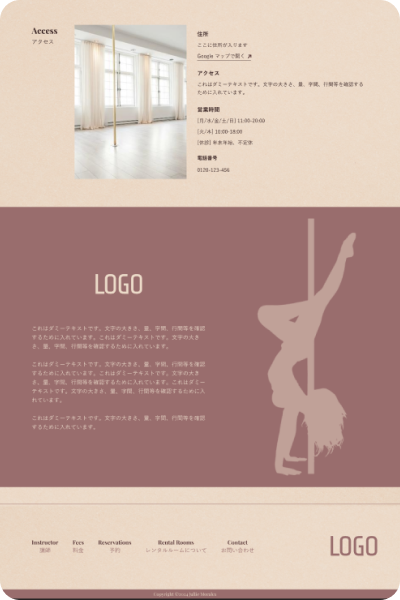 Access
アクセス
住所
ここに住所が入ります
Google マップで開く
アクセス
これはダミーテキストです。文字の大きさ、量、字間、行間等を確認する
ために入れています。
営業時間
[月/水/金/土/日] 11:00-20:00
[火/木] 10:00-18:00
[休診] 年末年始、不定休
電話番号
0120-123-456
LOGO
これはダミーテキストです。文字の大きさ、量、字間、行間等を確認
するために入れています。これはダミーテキストです。文字の大き
さ、量、字間、行間等を確認するために入れています。
これはダミーテキストです。文字の大きさ、量、字間、行間等を確認
するために入れています。これはダミーテキストです。文字の大き
さ、量、字間、行間等を確認するために入れています。これはダミー
テキストです。文字の大きさ、量、字間、行間等を確認するために入
れています。
これはダミーテキストです。文字の大きさ、量、字間、行間等を確認
するために入れています。
Instructor Fees Reservations Rental Rooms Contact
講師 料金 予約 レンタルルームについて お問い合わせ
LOGO